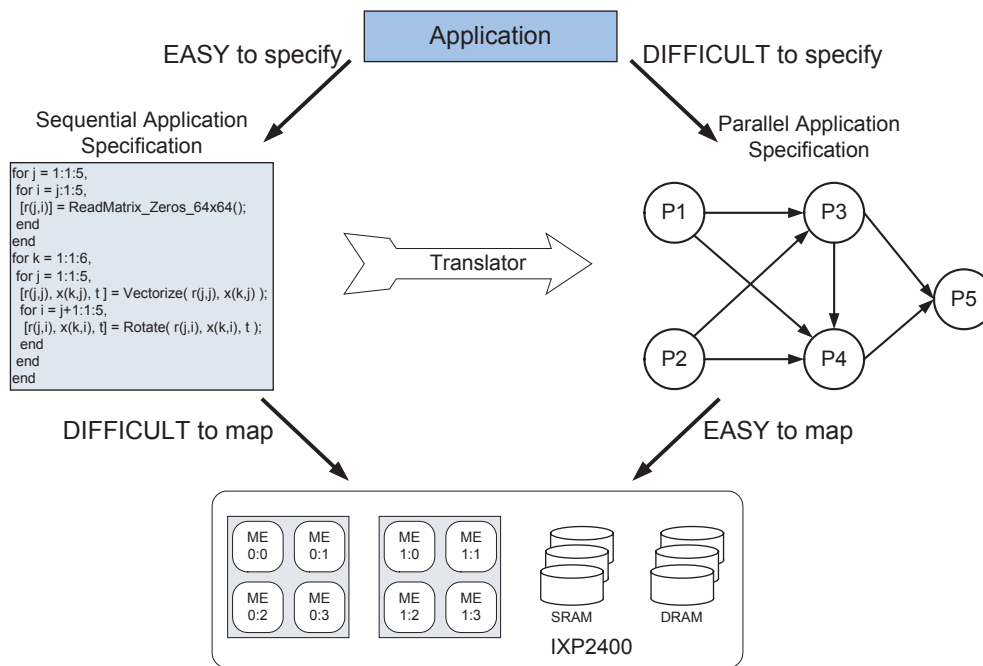 Application
EASY to specify
DIFFICULT to specify
Sequential Application
Specification
Parallel Application
Specification
for j = 1:1:5,
for i = j:1:5,
[r(j,i)] = ReadMatrix_Zeros_64x64();
end
end
for k = 1:1:6,
for j = 1:1:5,
[r(j,j), x(k,j), t ] = Vectorize( r(j,j), x(k,j) );
for i = j+1:1:5,
[r(j,i), x(k,i), t] = Rotate( r(j,i), x(k,i), t );
end
end
end
Translator
P1
P3
P5
P2
P4
DIFFICULT to map
EASY to map
ME
0:0
ME
0:1
ME
1:0
ME
1:1
ME
0:2
ME
0:3
ME
1:2
ME
1:3
SRAM
DRAM
IXP2400